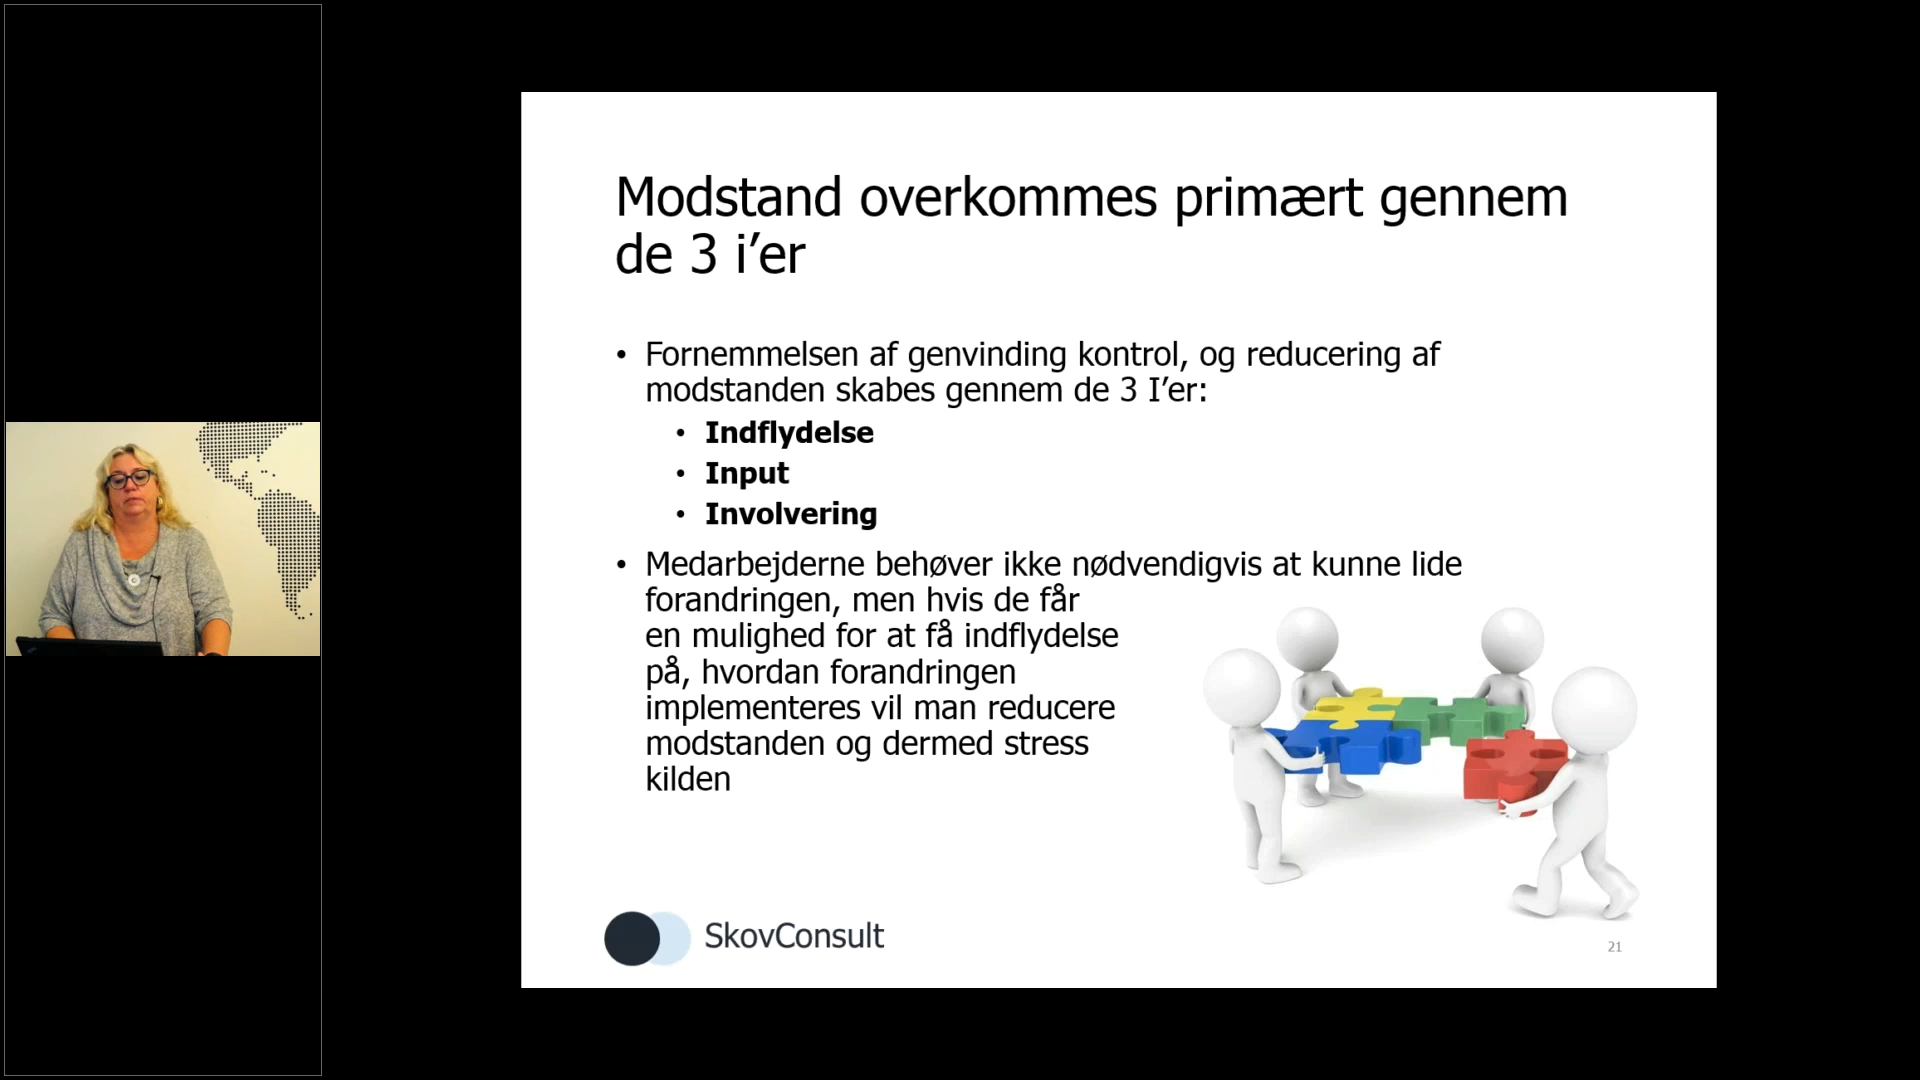 Modstand overkommes primært gennem
de 3 i’er
• Fornemmelsen af genvinding kontrol, og reducering af
modstanden skabes gennem de 3 I’er:
• Indflydelse
• Input
• Involvering
• Medarbejderne behøver ikke nødvendigvis at kunne lide
forandringen, men hvis de får
en mulighed for at få indflydelse
på, hvordan forandringen
implementeres vil man reducere
modstanden og dermed stress
kilden
SkovConsult
21